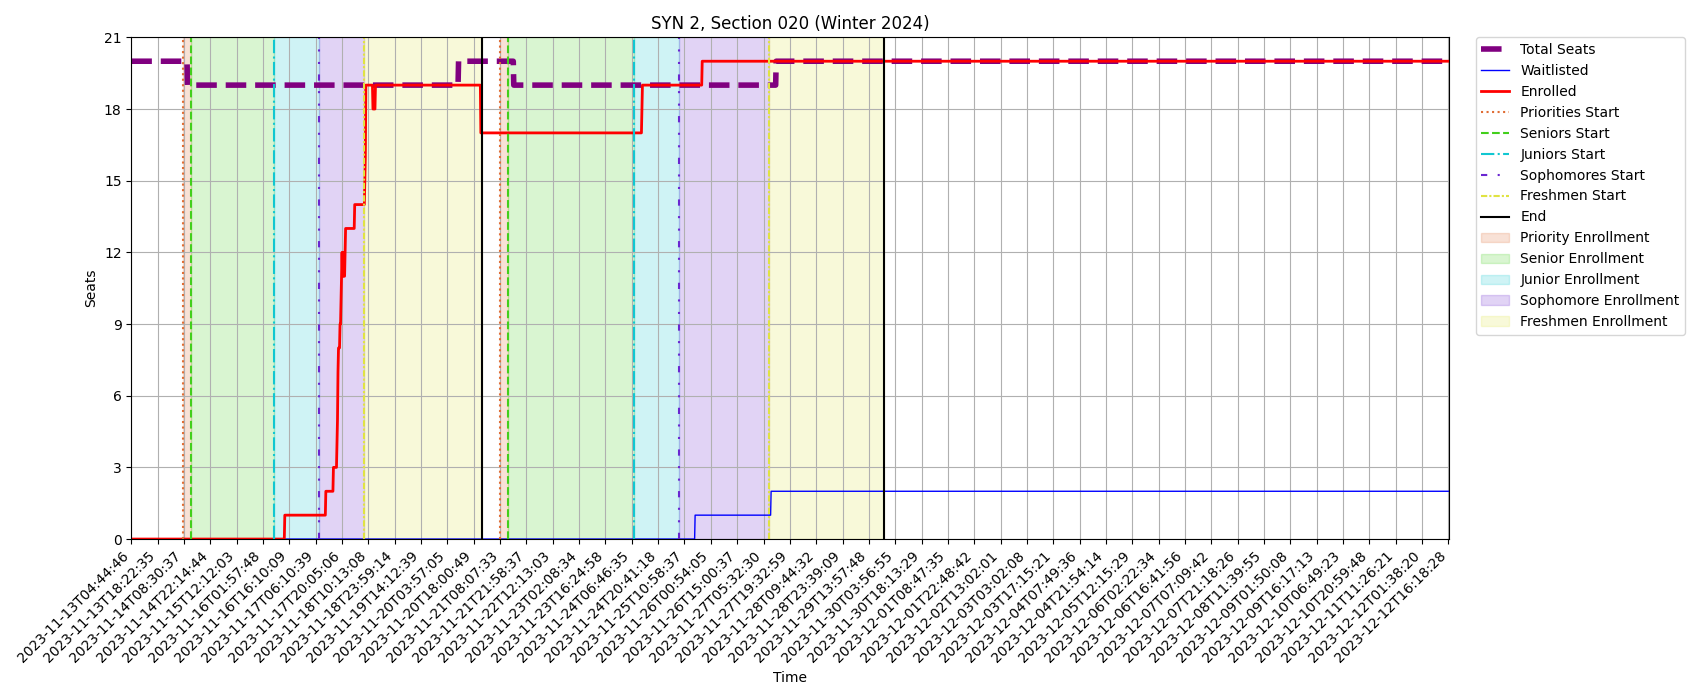 SYN 2, Section 020 (Winter 2024)
21
18
15
12
9
6
3
0
Seats
2023-11-13T04:44:46
2023-11-13T18:22:35
2023-11-14T08:30:37
2023-11-14T22:14:44
2023-11-15T12:12:03
2023-11-16T01:57:48
2023-11-16T16:10:09
2023-11-17T06:10:39
2023-11-17T20:05:06
2023-11-18T10:13:08
2023-11-18T23:59:14
2023-11-19T14:12:39
2023-11-20T03:57:05
2023-11-20T18:00:49
2023-11-21T08:07:33
2023-11-21T21:58:37
2023-11-22T12:13:03
2023-11-23T02:08:34
2023-11-23T16:24:58
2023-11-24T06:46:35
2023-11-24T20:41:18
2023-11-25T10:58:37
2023-11-26T00:54:05
2023-11-26T15:00:37
2023-11-27T05:32:30
2023-11-27T19:32:59
2023-11-28T09:44:32
2023-11-28T23:39:09
2023-11-29T13:57:48
2023-11-30T03:56:55
2023-11-30T18:13:29
2023-12-01T08:47:35
2023-12-01T22:48:42
2023-12-02T13:02:01
2023-12-03T03:02:08
2023-12-03T17:15:21
2023-12-04T07:49:36
2023-12-04T21:54:14
2023-12-05T12:15:29
2023-12-06T02:22:34
2023-12-06T16:41:56
2023-12-07T07:09:42
2023-12-07T21:18:26
2023-12-08T11:39:55
2023-12-09T01:50:08
2023-12-09T16:17:13
2023-12-10T06:49:23
2023-12-10T20:59:48
2023-12-11T11:26:21
2023-12-12T01:38:20
2023-12-12T16:18:28
Time
Total Seats
Waitlisted
Enrolled
Priorities Start
Seniors Start
Juniors Start
Sophomores Start
Freshmen Start
End
Priority Enrollment
Senior Enrollment
Junior Enrollment
Sophomore Enrollment
Freshmen Enrollment